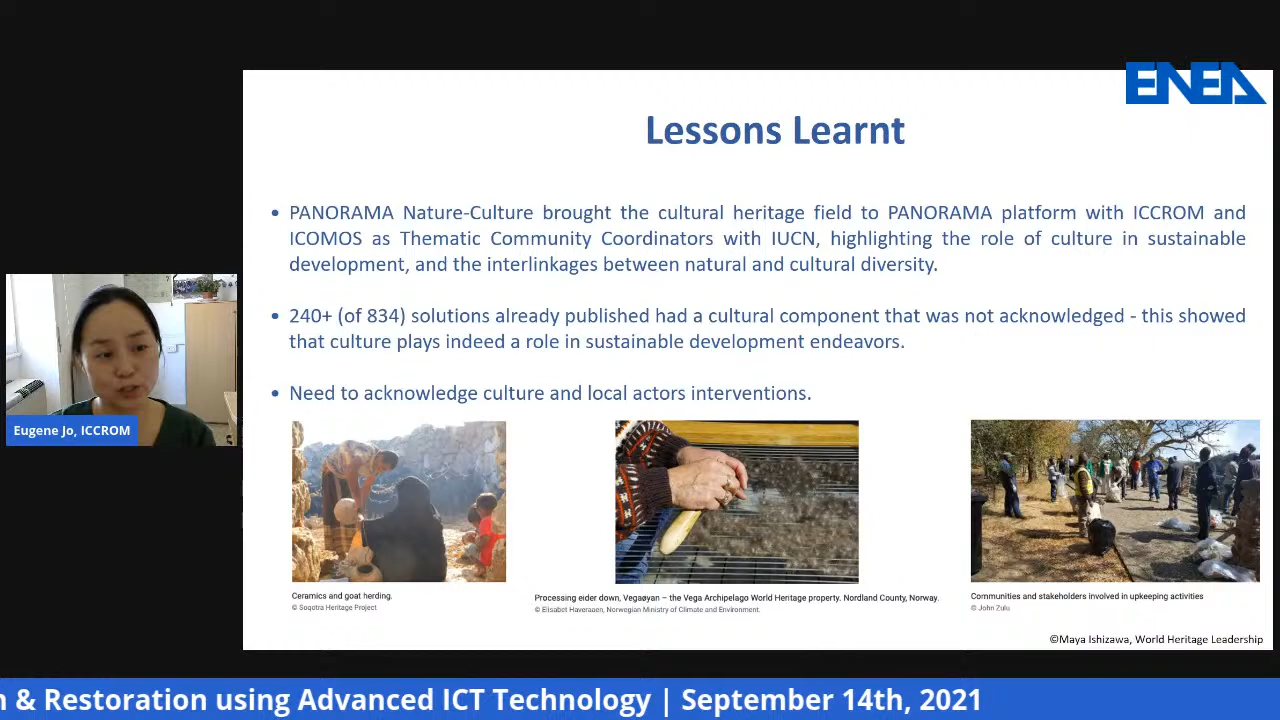 ENEA
Lessons Learnt
• PANORAMA Nature-Culture brought the cultural heritage field to PANORAMA platform with ICCROM and
ICOMOS as Thematic Community Coordinators with IUCN, highlighting the role of culture in sustainable
development, and the interlinkages between natural and cultural diversity.
• 240+ (of 834) solutions already published had a cultural component that was not acknowledged - this showed
that culture plays indeed a role in sustainable development endeavors.
• Need to acknowledge culture and local actors interventions.
Eugene Jo, ICCROM
Ceramics and goat herding.
© Soqotra Heritage Project
Processing eider down, Vegaøyan – the Vega Archipelago World Heritage property. Nordland County, Norway.
© Elisabet Haveraaen, Norwegian Ministry of Climate and Environment.
Communities and stakeholders involved in upkeeping activities
© John Zulu
©Maya Ishizawa, World Heritage Leadership
& Restoration using Advanced ICT Technology | September 14th, 2021